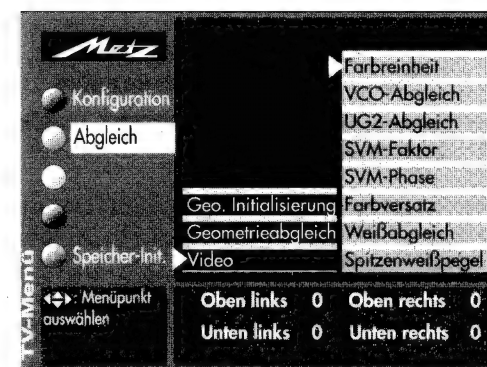 Metz
Konfiguration
Abgleich
Speicher-Init.
TV-Menü
Geo. Initialisierung
Geometrieabgleich
Video
Farbreinheit
VCO-Abgleich
UG2-Abgleich
SVM-Faktor
SVM-Phase
Farbversatz
Weißabgleich
Spitzenweißpegel
: Menüpunkt
auswählen
Oben links 0 Oben rechts 0
Unten links 0 Unten rechts 0